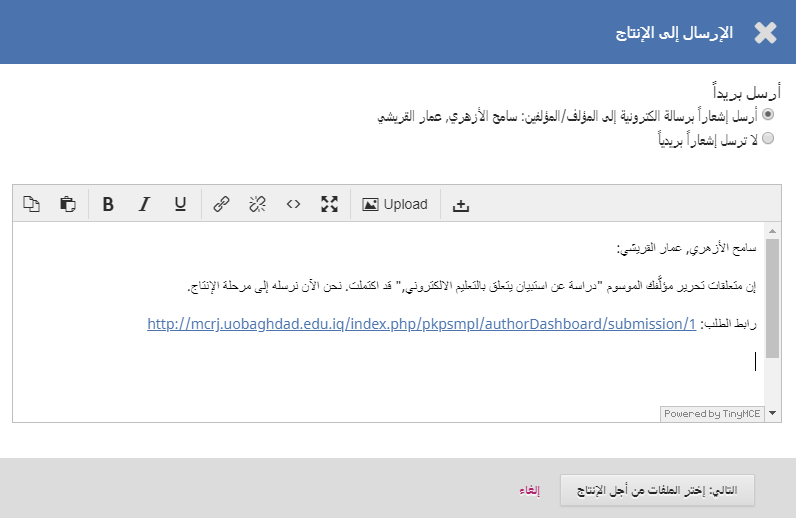 الإرسال إلى الإنتاج
أرسل بريداً
أرسل إشعاراً برسالة الكترونية إلى المؤلف/المؤلفين: سامح الأزهري, عمار القريشي
لا ترسل إشعاراً بريدياً
B I U Upload
سامح الأزهري, عمار القريشي:
إن متعلقات تحرير مؤلَّفك الموسوم "دراسة عن استبيان يتعلق بالتعليم الالكتروني," قد اكتملت. نحن الآن نرسله إلى مرحلة الإنتاج.
رابط الطلب: http://mcrj.uobaghdad.edu.iq/index.php/pkpsmpl/authorDashboard/submission/1
Powered by TinyMCE
التالي: إختر الملفات من أجل الإنتاج إلغاء